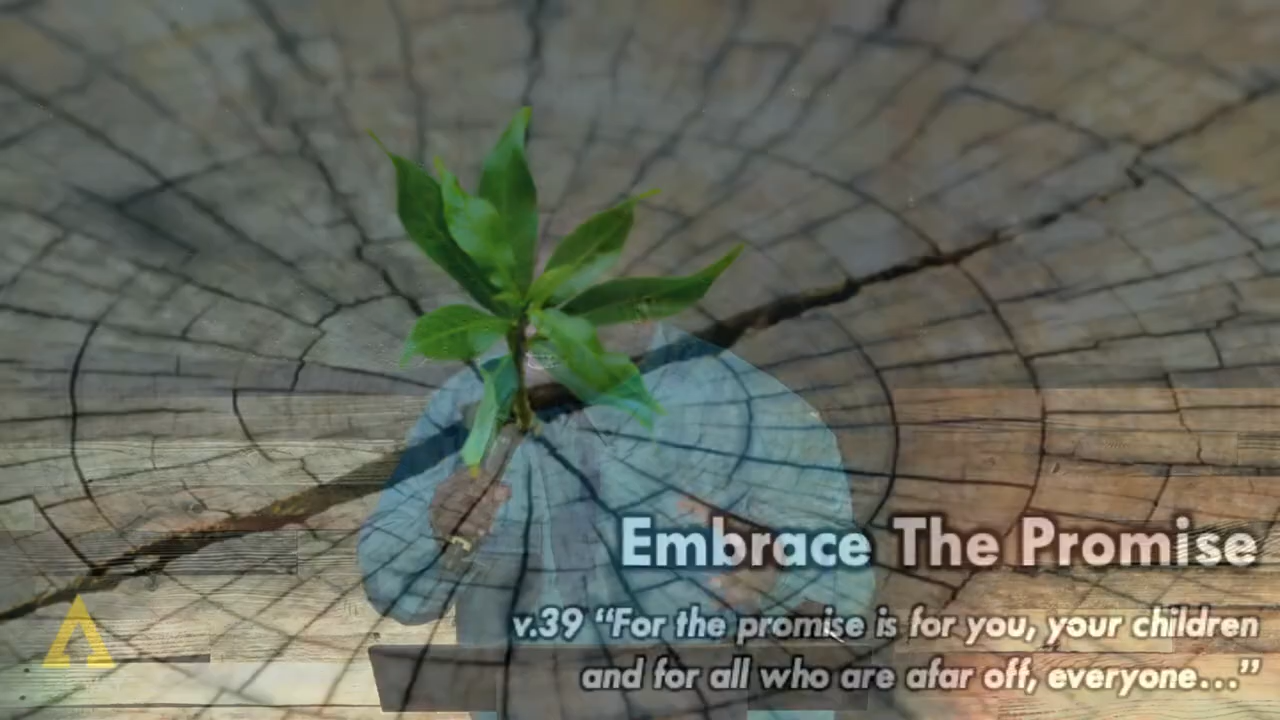 Embrace The Promise
v.39 “For the promise is for you, your children
and for all who are afar off, everyone…”